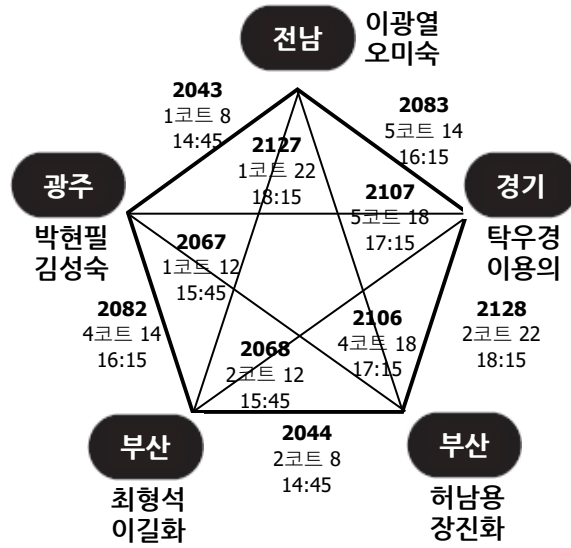 전남
이광열
오미숙
2043
1코트 8
14:45
2083
5코트 14
16:15
2127
1코트 22
18:15
광주
박현필
김성숙
2107
5코트 18
17:15
경기
탁우경
이용의
2067
1코트 12
15:45
2082
4코트 14
16:15
2106
4코트 18
17:15
2128
2코트 22
18:15
2068
2코트 12
15:45
부산
최형석
이길화
2044
2코트 8
14:45
부산
허남용
장진화